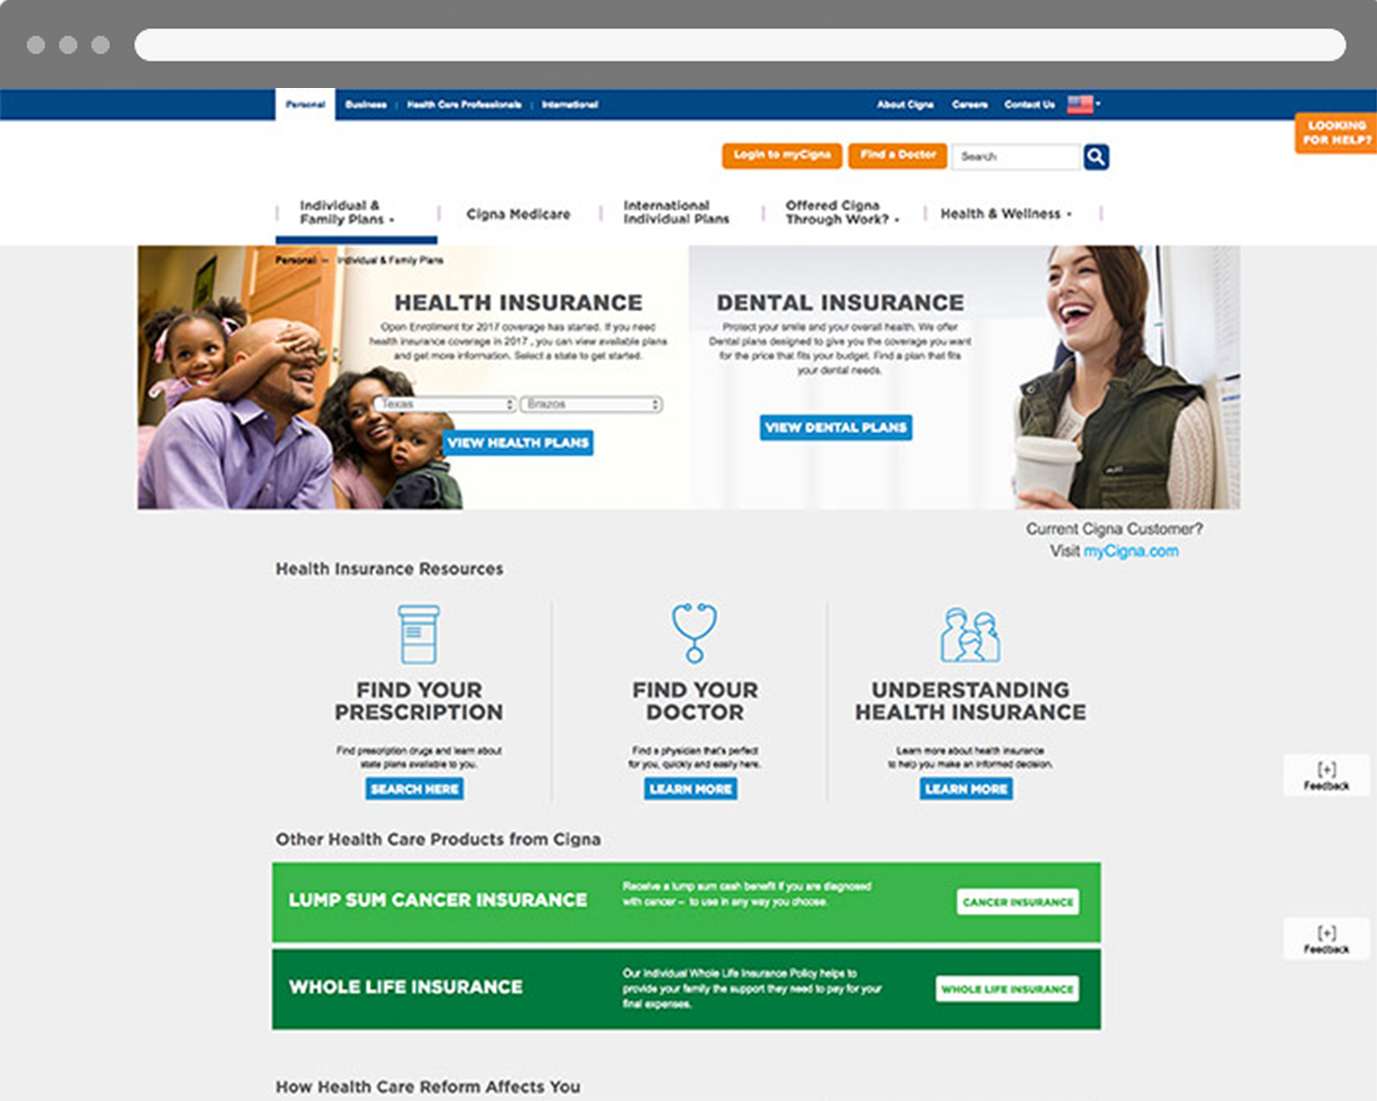 Personal
Business | Health Care Professionals | International
About Cigna
Careers
Contact Us
LOOKING
FOR HELP?
Login to myCigna
Find a Doctor
Search
Individual &
Family Plans
Cigna Medicare
International
Individual Plans
Offered Cigna
Through Work?
Health & Wellness
Personal – Individual & Family Plans
HEALTH INSURANCE
Open Enrollment for 2017 coverage has started. If you need
health insurance coverage in 2017 , you can view available plans
and get more information. Select a state to get started.
Texas
Brazos
VIEW HEALTH PLANS
DENTAL INSURANCE
Protect your smile and your overall health. We offer
Dental plans designed to give you the coverage you want
for the price that fits your budget. Find a plan that fits
your dental needs.
VIEW DENTAL PLANS
Current Cigna Customer?
Visit myCigna.com
Health Insurance Resources
FIND YOUR
PRESCRIPTION
Find prescription drugs and learn about
state plans available to you.
SEARCH HERE
FIND YOUR
DOCTOR
Find a physician that's perfect
for you, quickly and easily here.
LEARN MORE
UNDERSTANDING
HEALTH INSURANCE
Learn more about health insurance
to help you make an informed decision.
LEARN MORE
[+]
Feedback
Other Health Care Products from Cigna
LUMP SUM CANCER INSURANCE
Receive a lump sum cash benefit if you are diagnosed
with cancer – to use in any way you choose.
CANCER INSURANCE
[+]
Feedback
WHOLE LIFE INSURANCE
Our Individual Whole Life Insurance Policy helps to
provide your family the support they need to pay for your
final expenses.
WHOLE LIFE INSURANCE
How Health Care Reform Affects You